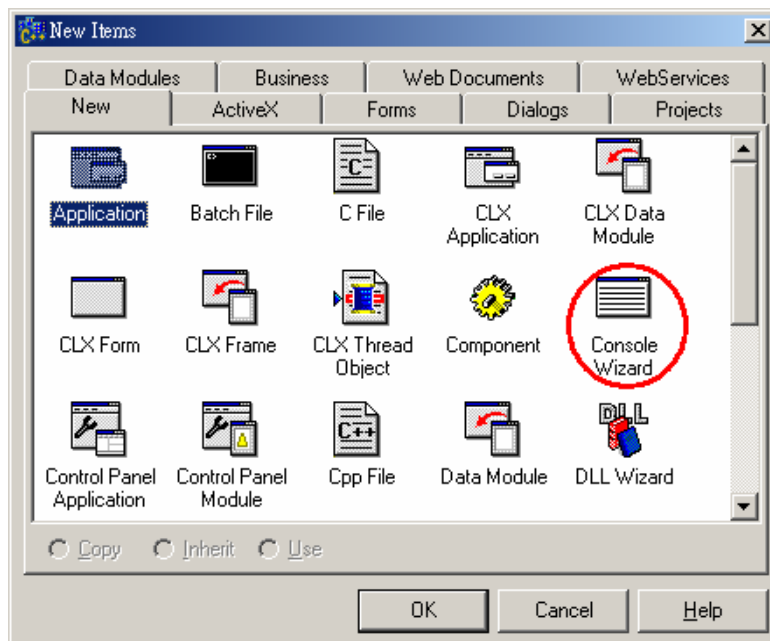 New Items
Data Modules Business Web Documents WebServices
New ActiveX Forms Dialogs Projects
Application Batch File C File CLX CLX Data
Application Module
CLX Form CLX Frame CLX Thread Component Console
Object Wizard
Control Panel Control Panel Cpp File Data Module DLL Wizard
Application Module
Copy Inherit Use
OK Cancel Help